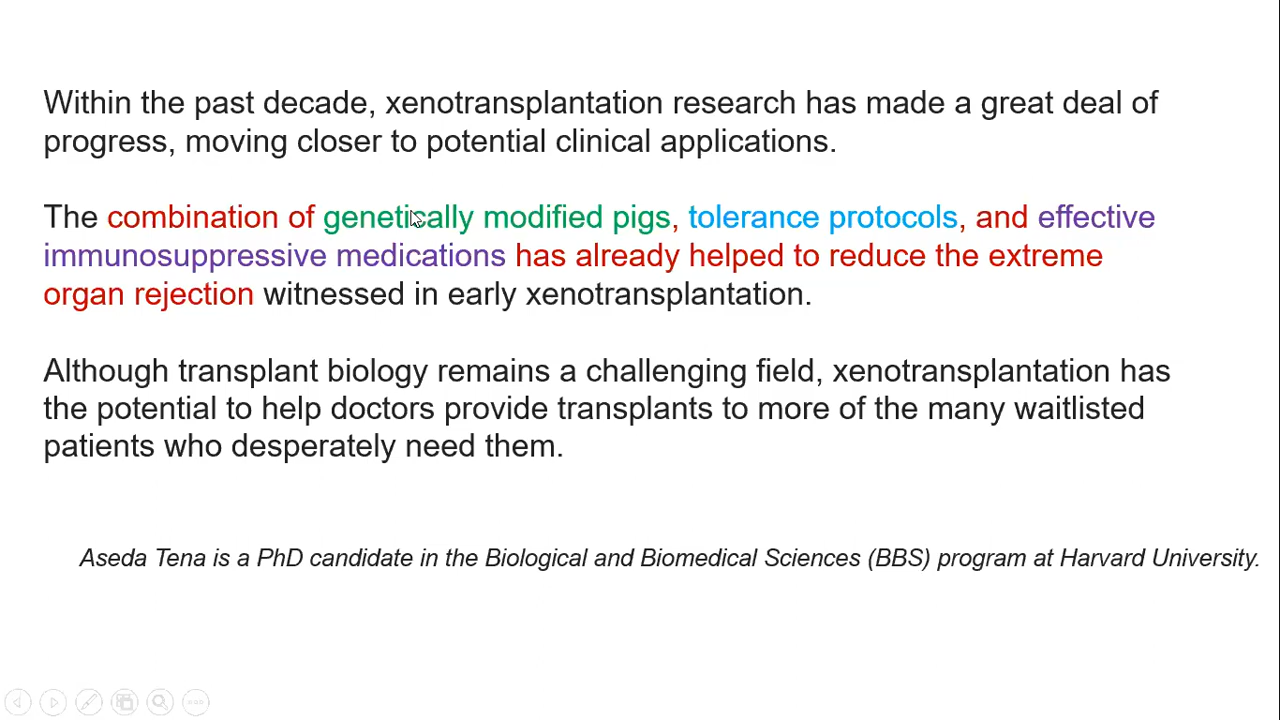 Within the past decade, xenotransplantation research has made a great deal of
progress, moving closer to potential clinical applications.
The combination of genetically modified pigs, tolerance protocols, and effective
immunosuppressive medications has already helped to reduce the extreme
organ rejection witnessed in early xenotransplantation.
Although transplant biology remains a challenging field, xenotransplantation has
the potential to help doctors provide transplants to more of the many waitlisted
patients who desperately need them.
Aseda Tena is a PhD candidate in the Biological and Biomedical Sciences (BBS) program at Harvard University.